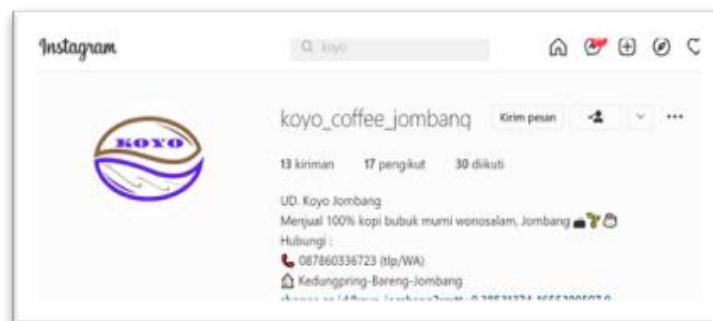 Instagram
koyo
koyo_coffee_jombang
Kirim pesan
13 kiriman 17 pengikut 30 diikuti
KOYO
UD. Koyo Jombang
Menjual 100% kopi bubuk murni wonosalam, Jombang
Hubungi :
087860336723 (tlp/WA)
Kedungpring-Bareng-Jombang